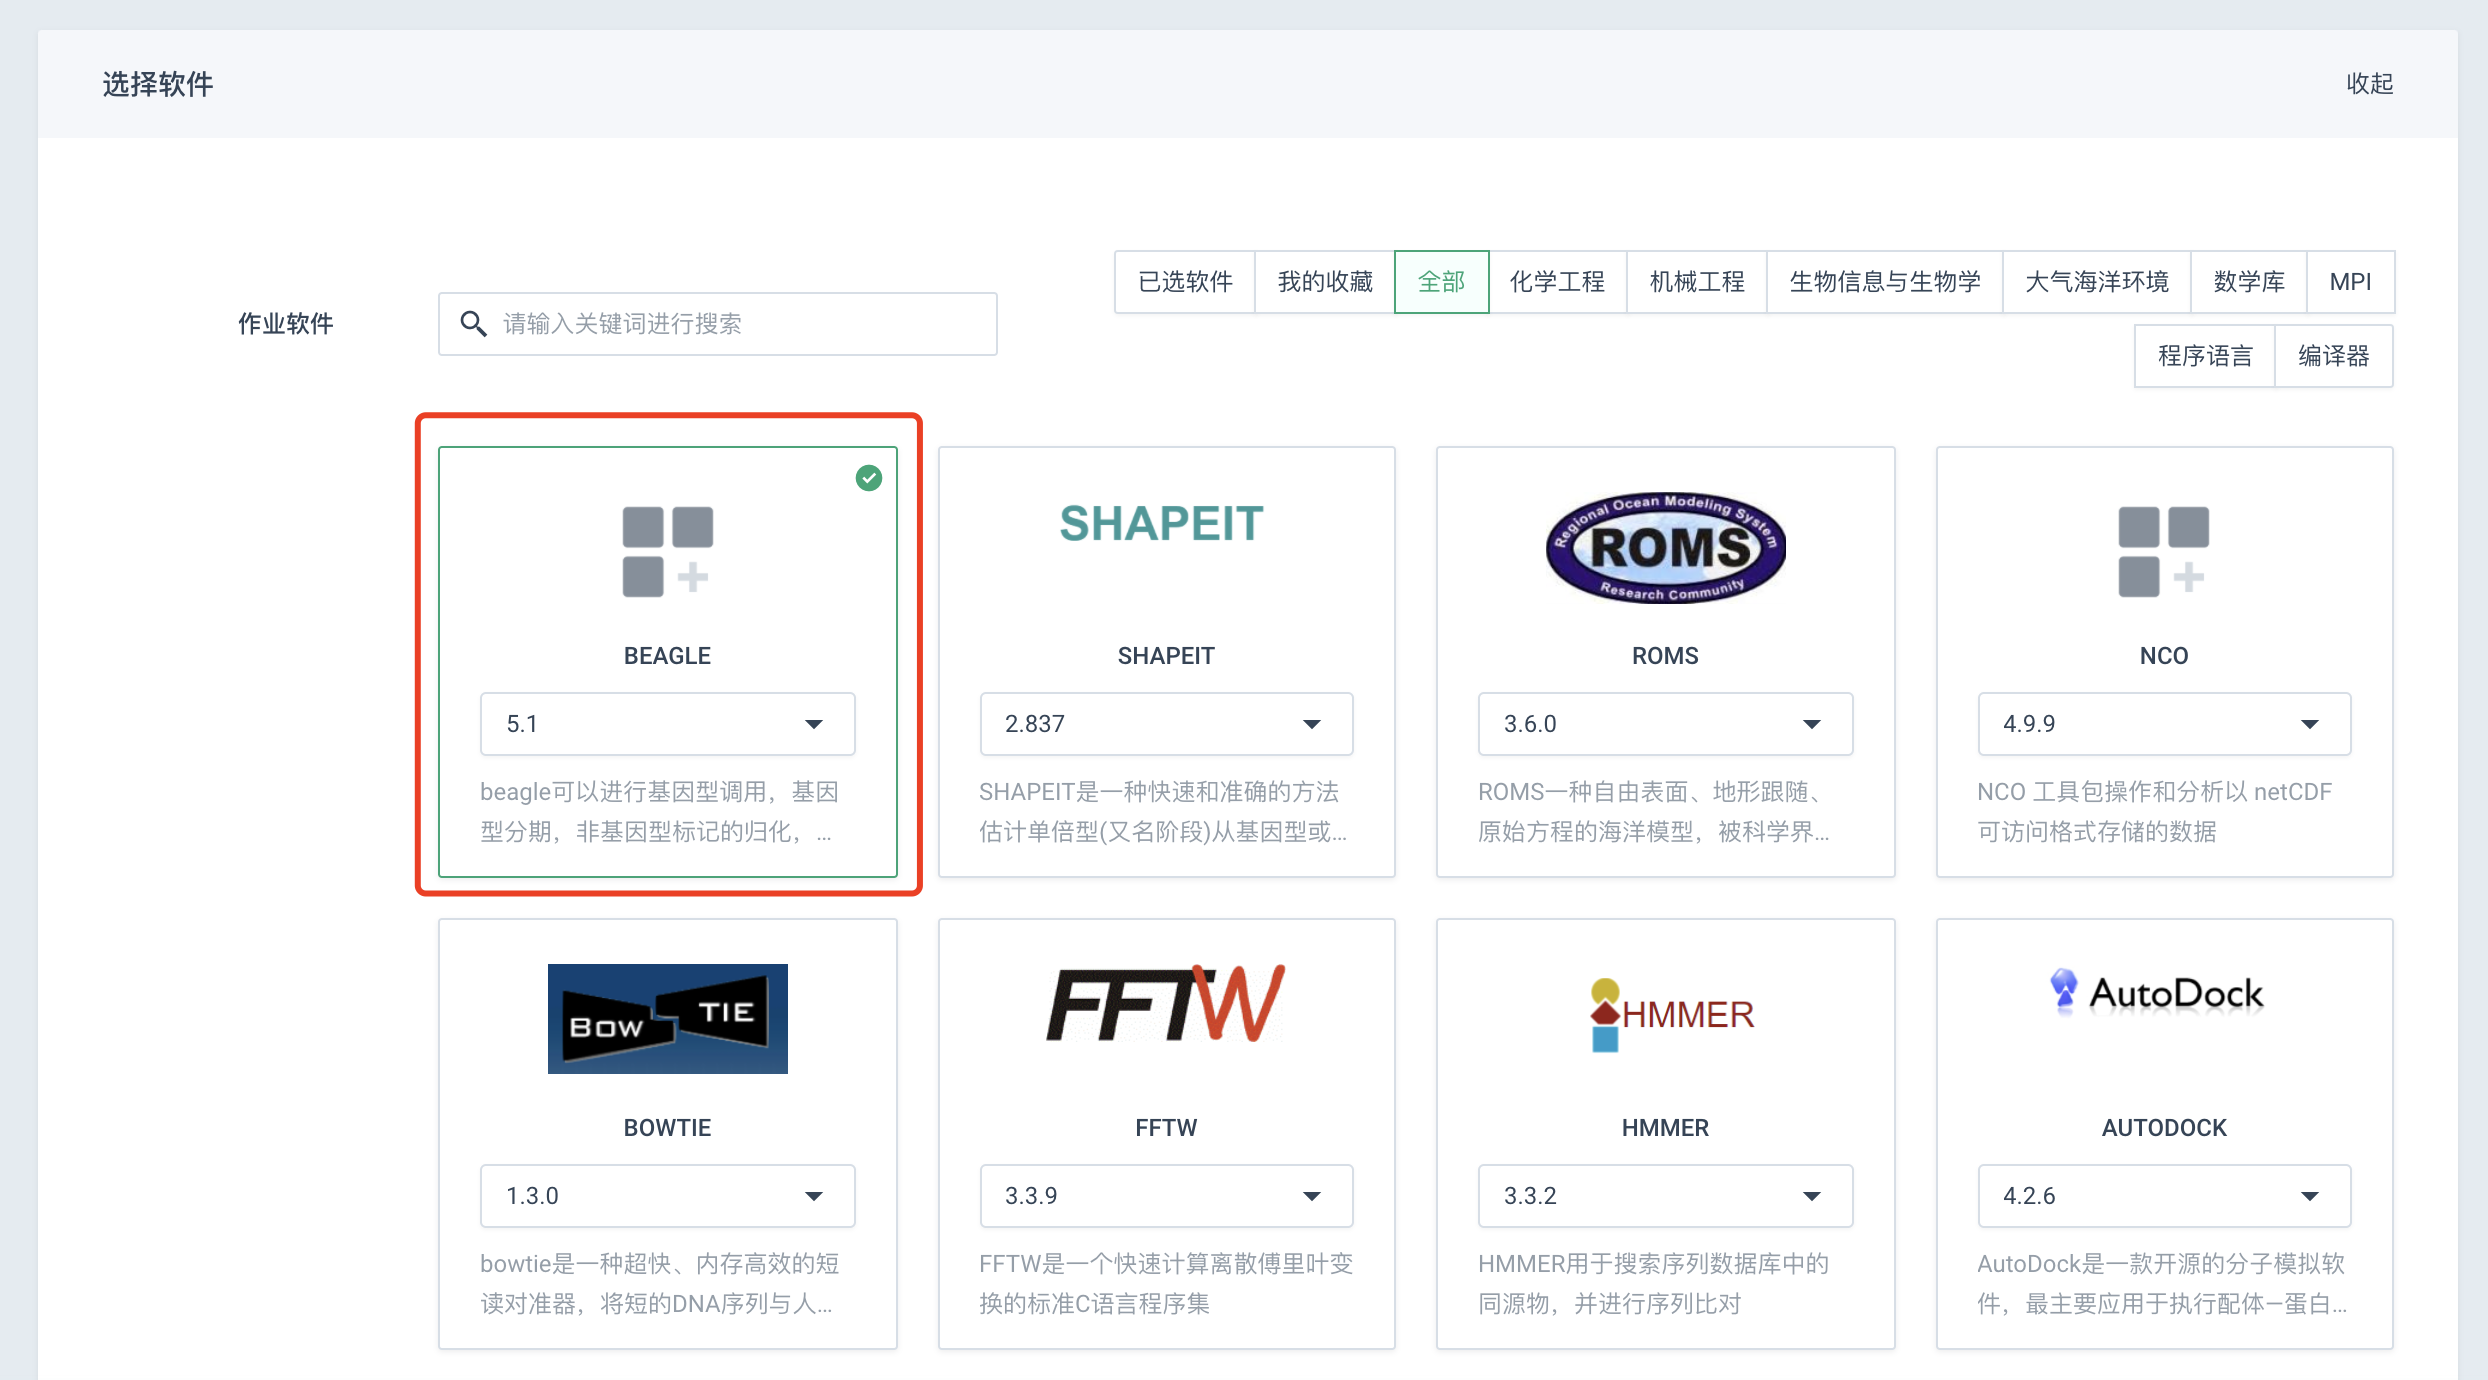 选择软件
收起
作业软件
请输入关键词进行搜索
已选软件
我的收藏
全部
化学工程
机械工程
生物信息与生物学
大气海洋环境
数学库
MPI
程序语言
编译器
BEAGLE
5.1
beagle可以进行基因型调用，基因
型分期，非基因型标记的归化，...
SHAPEIT
SHAPEIT
2.837
SHAPEIT是一种快速和准确的方法
估计单倍型(又名阶段)从基因型或...
Regional Ocean Modeling System
ROMS
Research Community
ROMS
3.6.0
ROMS一种自由表面、地形跟随、
原始方程的海洋模型，被科学界...
NCO
4.9.9
NCO 工具包操作和分析以 netCDF
可访问格式存储的数据
BOW TIE
BOWTIE
1.3.0
bowtie是一种超快、内存高效的短
读对准器，将短的DNA序列与人...
FFTW
FFTW
3.3.9
FFTW是一个快速计算离散傅里叶变
换的标准C语言程序集
HMMER
HMMER
3.3.2
HMMER用于搜索序列数据库中的
同源物，并进行序列比对
AutoDock
AUTODOCK
4.2.6
AutoDock是一款开源的分子模拟软
件，最主要应用于执行配体—蛋白...